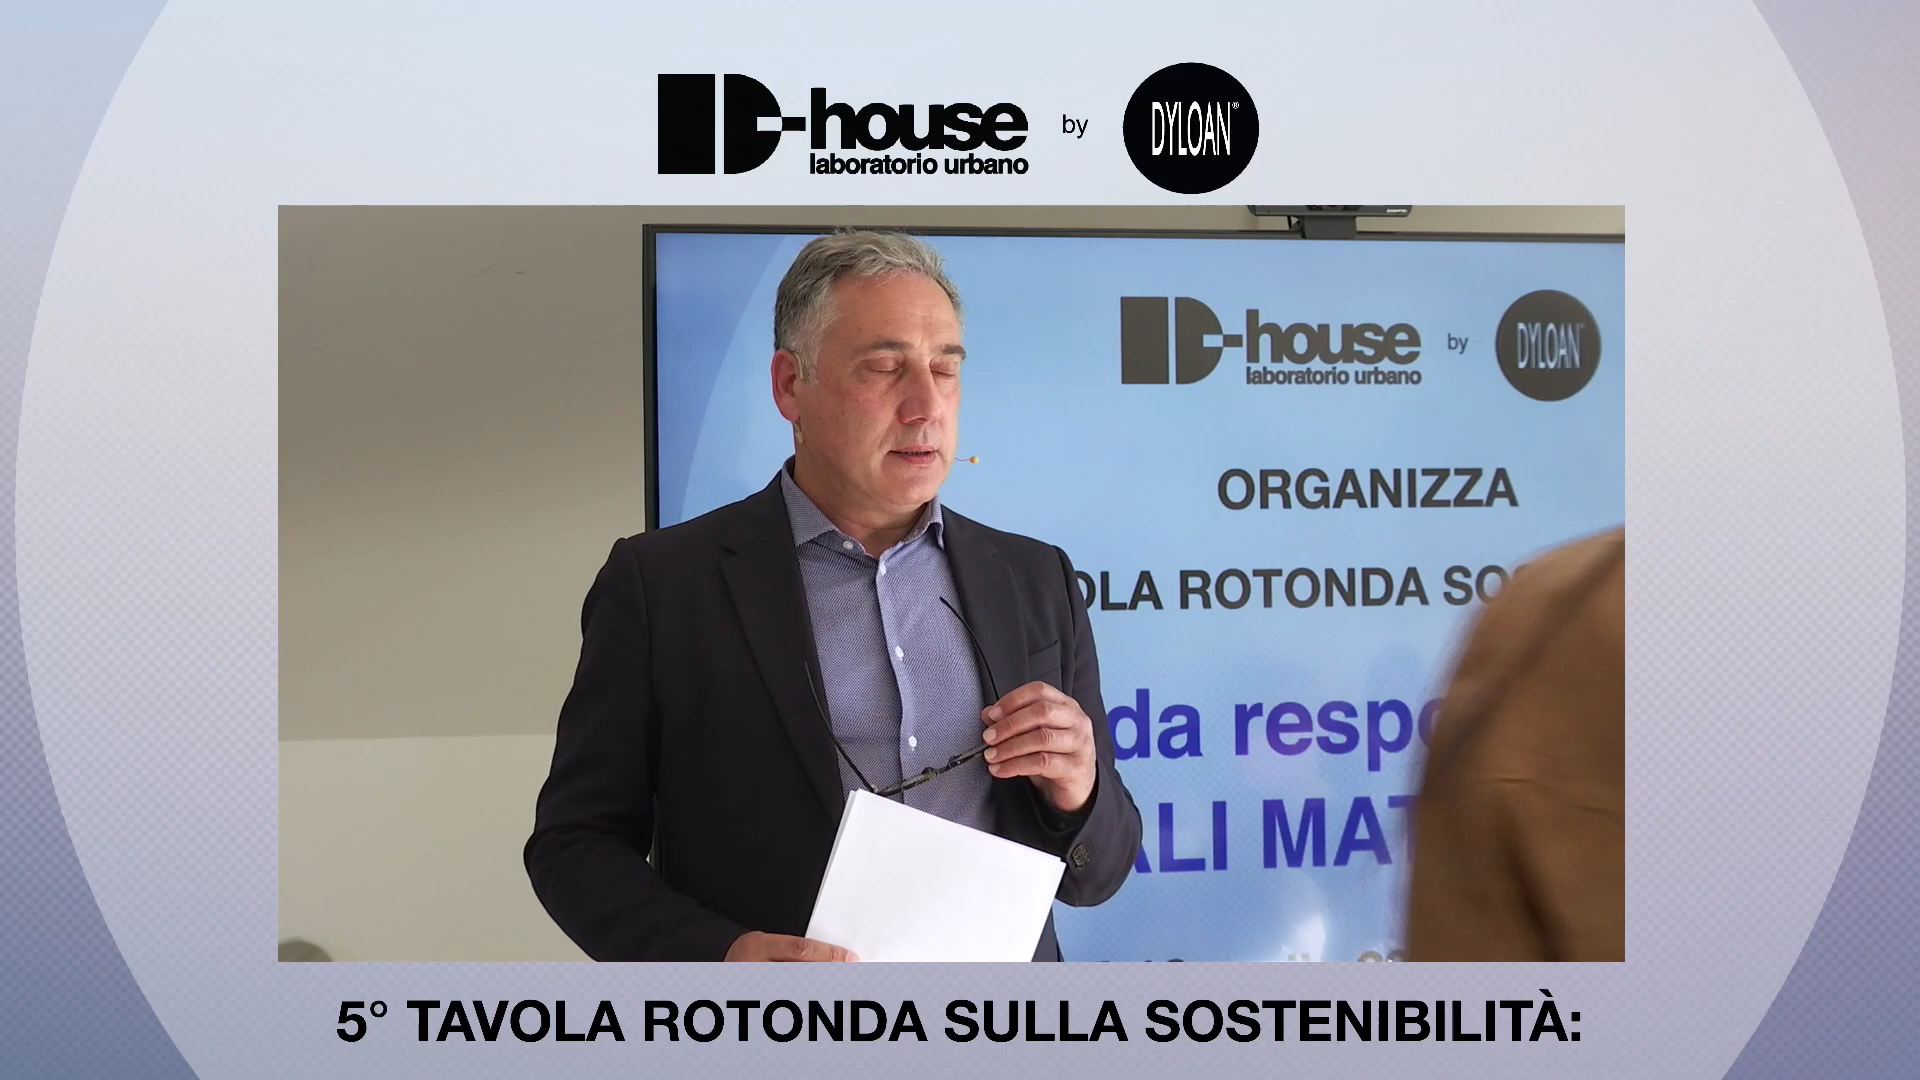 D-house by DYLOAN®
laboratorio urbano
D-house by DYLOAN
laboratorio urbano
ORGANIZZA
OLA ROTONDA SO
da respo
ALI MAT
5° TAVOLA ROTONDA SULLA SOSTENIBILITÀ: